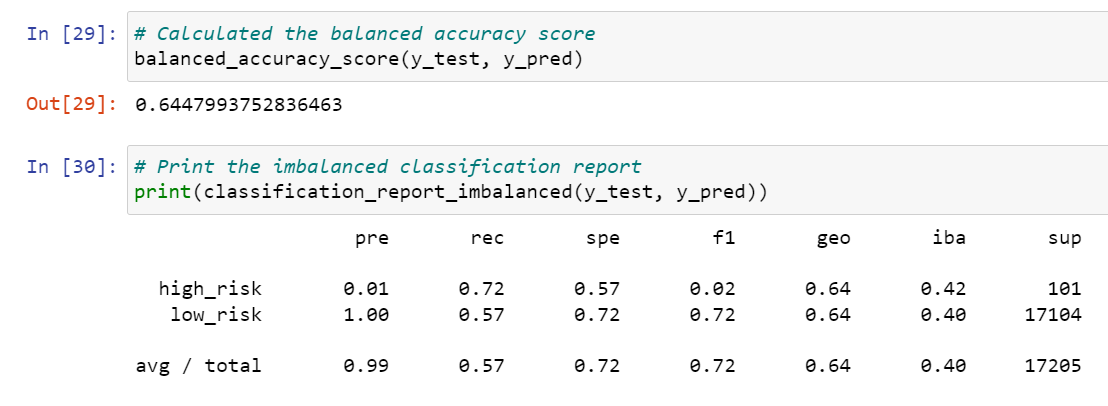 In [29]: # Calculated the balanced accuracy score
balanced_accuracy_score(y_test, y_pred)
Out[29]: 0.6447993752836463
In [30]: # Print the imbalanced classification report
print(classification_report_imbalanced(y_test, y_pred))
pre rec spe f1 geo iba sup
high_risk 0.01 0.72 0.57 0.02 0.64 0.42 101
low_risk 1.00 0.57 0.72 0.72 0.64 0.40 17104
avg / total 0.99 0.57 0.72 0.72 0.64 0.40 17205